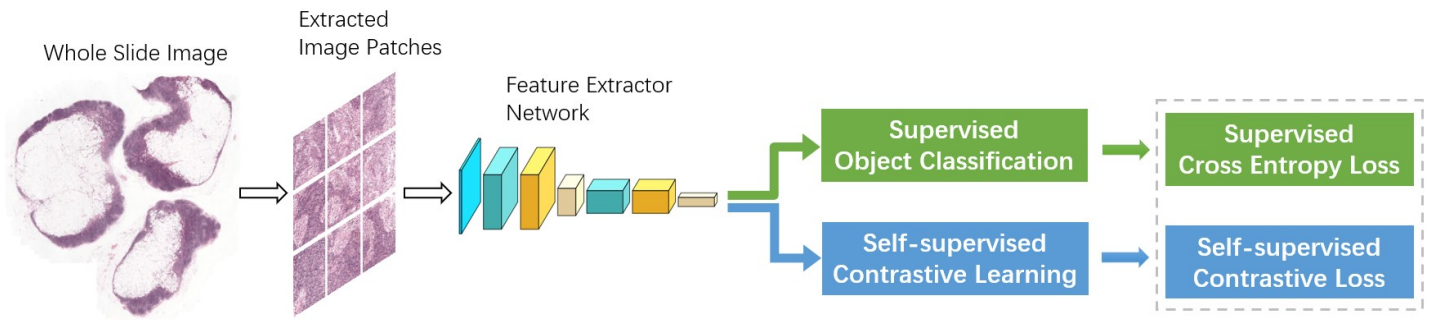 Whole Slide Image
Extracted
Image Patches
Feature Extractor
Network
Supervised
Object Classification
Supervised
Cross Entropy Loss
Self-supervised
Contrastive Learning
Self-supervised
Contrastive Loss